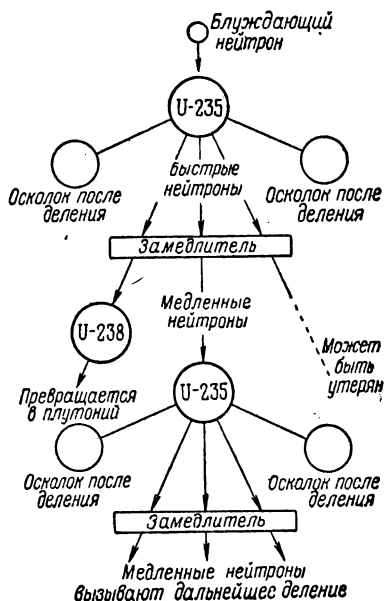 Блуждающий
нейтрон
U-235
Быстрые
нейтроны
Осколок после
деления
Осколок после
деления
Замедлитель
Медленные
нейтроны
U-238
Может
быть
утерян
Превращается
в плутоний
U-235
Осколок после
деления
Осколок после
деления
Замедлитель
Медленные нейтроны
вызывают дальнейшес деление